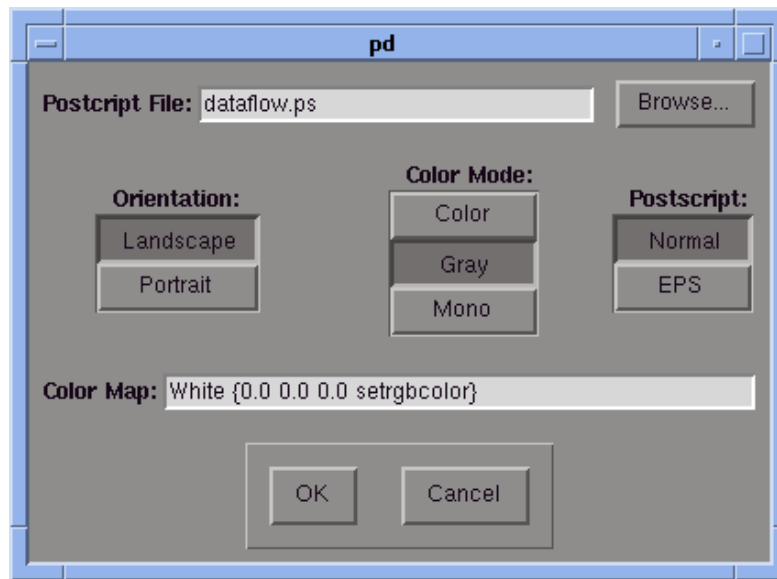 pd
Postcript File: dataflow.ps Browse...
Orientation: Color Mode: Postscript:
Landscape Color Normal
Portrait Gray EPS
Mono
Color Map: White {0.0 0.0 0.0 setrgbcolor}
OK Cancel